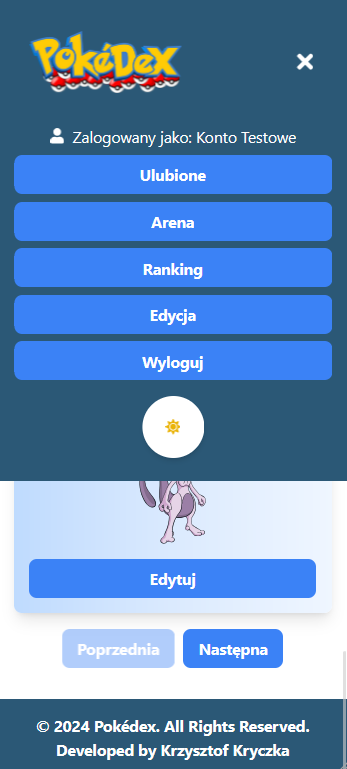 PokéDex
Zalogowany jako: Konto Testowe
Ulubione
Arena
Ranking
Edycja
Wyloguj
Edytuj
Poprzednia
Następna
© 2024 Pokédex. All Rights Reserved.
Developed by Krzysztof Kryczka